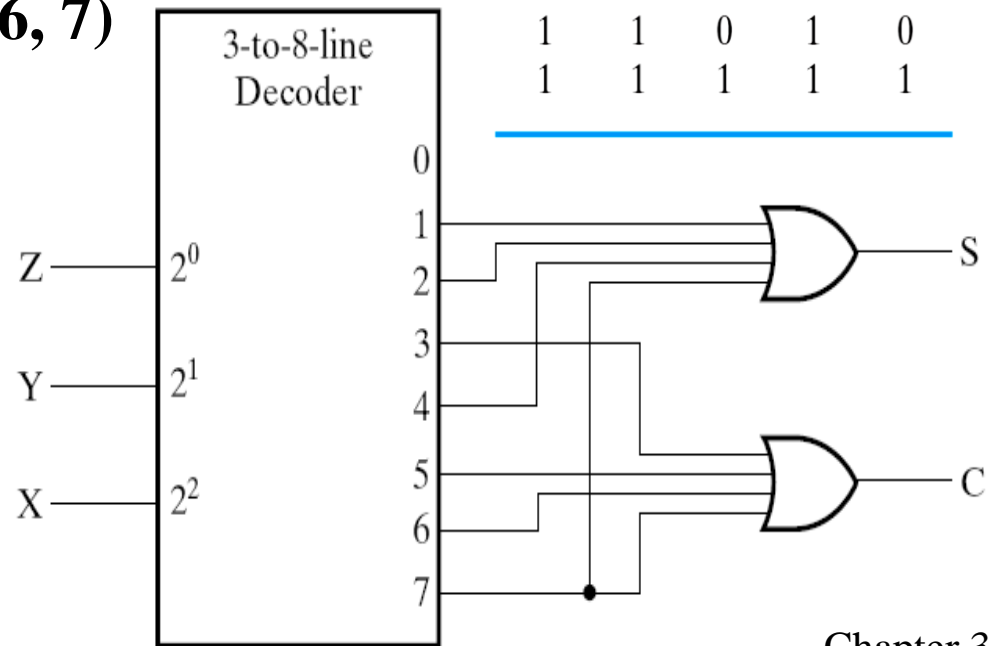 6, 7)
3-to-8-line
Decoder
1 1 0 1 0
1 1 1 1 1
0
1
2
3
4
5
6
7
Z 2⁰
Y 2¹
X 2²
S
C
Chapter 3